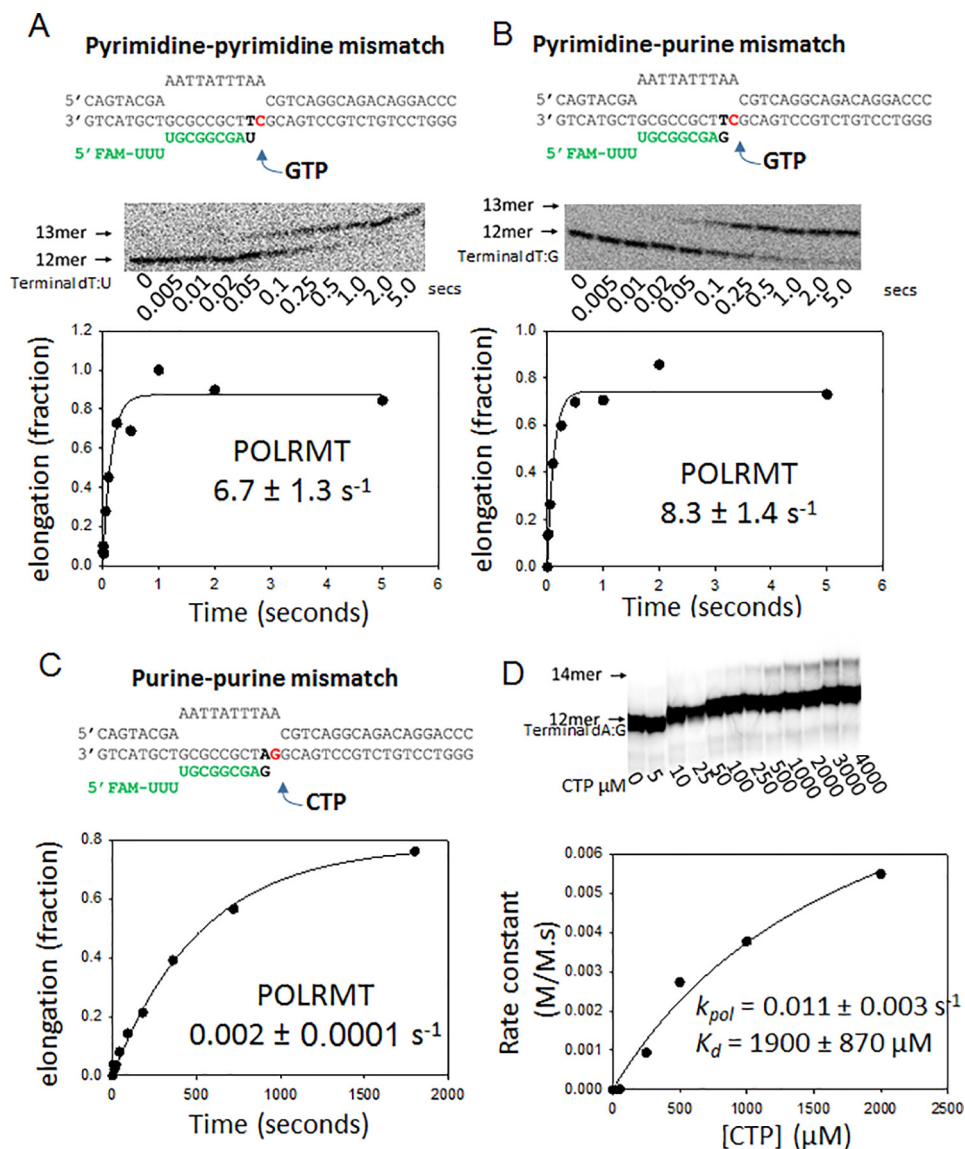 A
Pyrimidine-pyrimidine mismatch
AATTATTTAA
5'CAGTACGA CGTCAGGCAGACAGGACCC
3'GTCATGCTGCGCCGCTTCGCAGTCCGTCTGTCCTGGG
UGCGGCGAU
5'FAM-UUU
GTP
13mer
12mer
Terminal dT:U
0 0.005 0.01 0.02 0.05 0.1 0.25 0.5 1.0 2.0 5.0 secs
elongation (fraction)
1.2
1.0
0.8
0.6
0.4
0.2
0.0
POLRMT
6.7 ± 1.3 s-1
0 1 2 3 4 5 6
Time (seconds)
B
Pyrimidine-purine mismatch
AATTATTTAA
5'CAGTACGA CGTCAGGCAGACAGGACCC
3'GTCATGCTGCGCCGCTTCGCAGTCCGTCTGTCCTGGG
UGCGGCGAG
5'FAM-UUU
GTP
13mer
12mer
Terminal dT:G
0 0.005 0.01 0.02 0.05 0.1 0.25 0.5 1.0 2.0 5.0 secs
elongation (fraction)
1.0
0.8
0.6
0.4
0.2
0.0
POLRMT
8.3 ± 1.4 s-1
0 1 2 3 4 5 6
Time (seconds)
C
Purine-purine mismatch
AATTATTTAA
5'CAGTACGA CGTCAGGCAGACAGGACCC
3'GTCATGCTGCGCCGCTAGGCAGTCCGTCTGTCCTGGG
UGCGGCGAG
5'FAM-UUU
CTP
elongation (fraction)
0.8
0.6
0.4
0.2
0.0
POLRMT
0.002 ± 0.0001 s-1
0 500 1000 1500 2000
Time (seconds)
D
14mer
12mer
Terminal dA:G
CTP µM 0 5 10 25 50 100 250 500 1000 2000 3000 4000
Rate constant
(M/M.s)
0.006
0.005
0.004
0.003
0.002
0.001
0.000
kpol = 0.011 ± 0.003 s-1
Kd = 1900 ± 870 µM
0 500 1000 1500 2000 2500
[CTP] (µM)